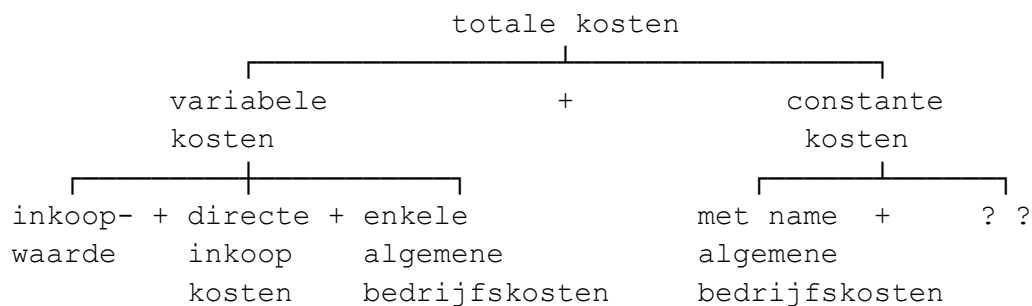 totale kosten
variabele + constante
kosten kosten
inkoop- + directe + enkele met name + ? ?
waarde inkoop algemene algemene
kosten bedrijfskosten bedrijfskosten